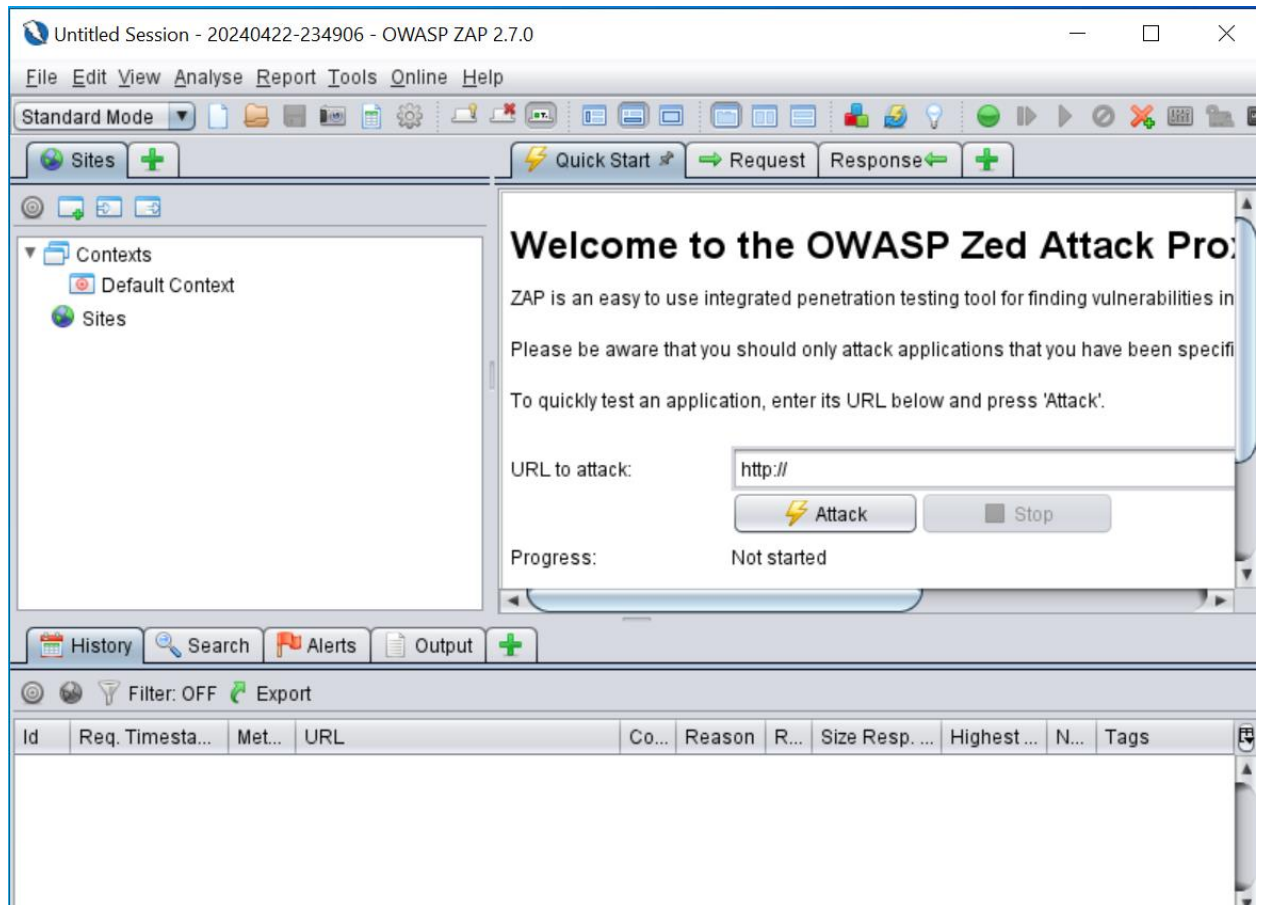 Untitled Session - 20240422-234906 - OWASP ZAP 2.7.0
File Edit View Analyse Report Tools Online Help
Standard Mode
Sites
Quick Start Request Response
Contexts
Default Context
Sites
Welcome to the OWASP Zed Attack Pro
ZAP is an easy to use integrated penetration testing tool for finding vulnerabilities in
Please be aware that you should only attack applications that you have been specifi
To quickly test an application, enter its URL below and press 'Attack'.
URL to attack: http://
Attack Stop
Progress: Not started
History Search Alerts Output
Filter: OFF Export
Id Req. Timesta... Met... URL Co... Reason R... Size Resp. ... Highest ... N... Tags